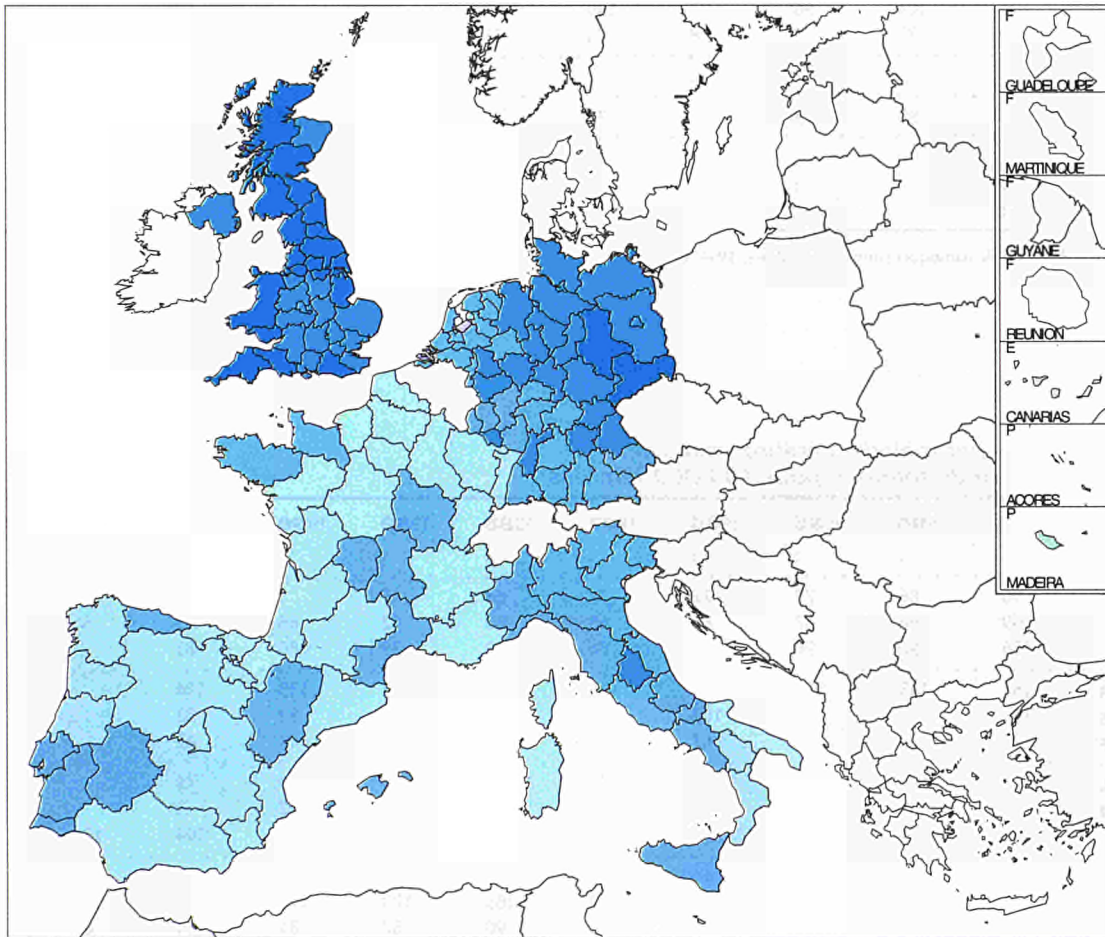 F
GUADELOUPE
F
MARTINIQUE
F
GUYANE
F
REUNION
E
CANARIAS
P
ACORES
P
MADEIRA